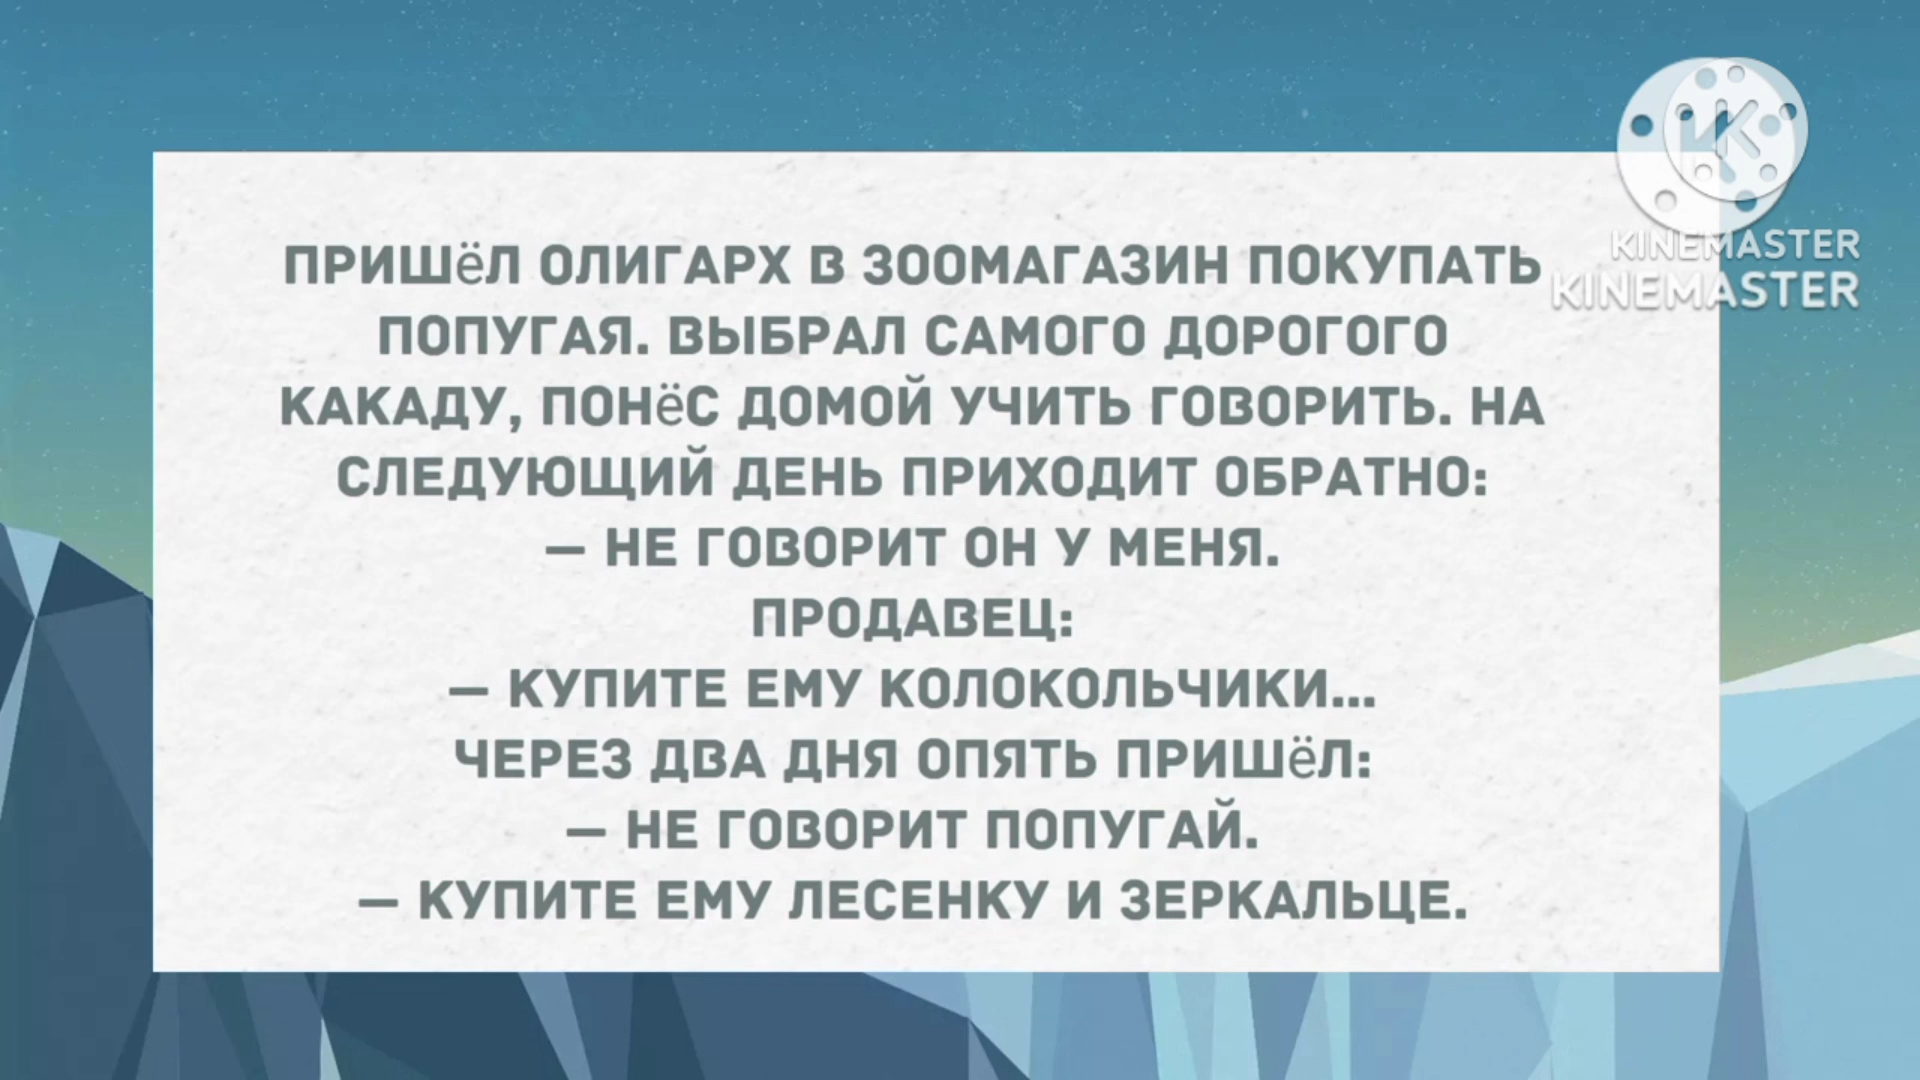 ПРИШёЛ ОЛИГАРХ В ЗООМАГАЗИН ПОКУПАТЬ
ПОПУГАЯ. ВЫБРАЛ САМОГО ДОРОГОГО
КАКАДУ, ПОНёС ДОМОЙ УЧИТЬ ГОВОРИТЬ. НА
СЛЕДУЮЩИЙ ДЕНЬ ПРИХОДИТ ОБРАТНО:
— НЕ ГОВОРИТ ОН У МЕНЯ.
ПРОДАВЕЦ:
— КУПИТЕ ЕМУ КОЛОКОЛЬЧИКИ...
ЧЕРЕЗ ДВА ДНЯ ОПЯТЬ ПРИШёЛ:
— НЕ ГОВОРИТ ПОПУГАЙ.
— КУПИТЕ ЕМУ ЛЕСЕНКУ И ЗЕРКАЛЬЦЕ.
KINEMASTER
KINEMASTER